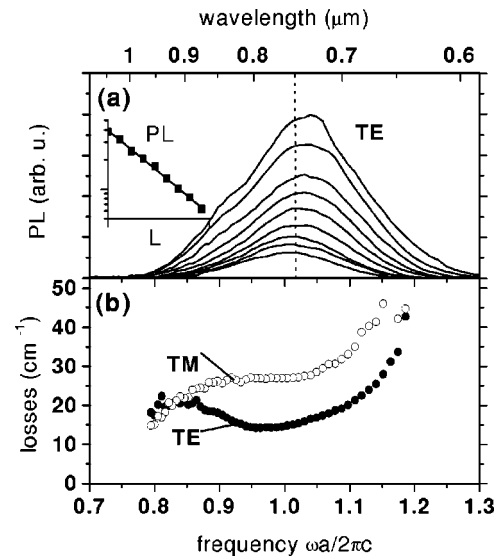 wavelength (μm)
1 0.9 0.8 0.7 0.6
(a)
TE
PL
L
PL (arb. u.)
(b)
50
40
30
20
10
0
TM
TE
losses (cm⁻¹)
0.7 0.8 0.9 1.0 1.1 1.2 1.3
frequency ωa/2πc